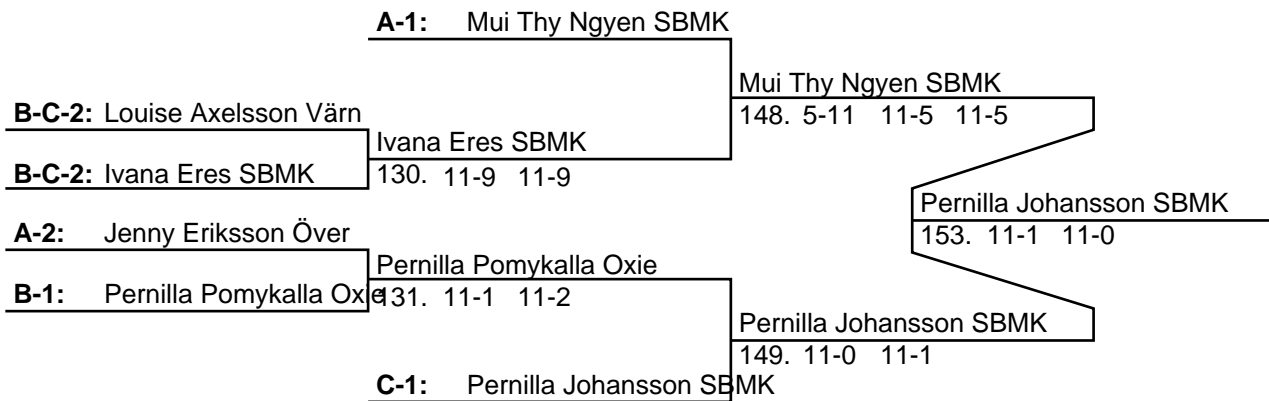 A-1: Mui Thy Ngyen SBMK
Mui Thy Ngyen SBMK
148. 5-11 11-5 11-5
B-C-2: Louise Axelsson Värn
Ivana Eres SBMK
130. 11-9 11-9
B-C-2: Ivana Eres SBMK
Pernilla Johansson SBMK
153. 11-1 11-0
A-2: Jenny Eriksson Över
Pernilla Pomykalla Oxie
131. 11-1 11-2
B-1: Pernilla Pomykalla Oxie
Pernilla Johansson SBMK
149. 11-0 11-1
C-1: Pernilla Johansson SBMK